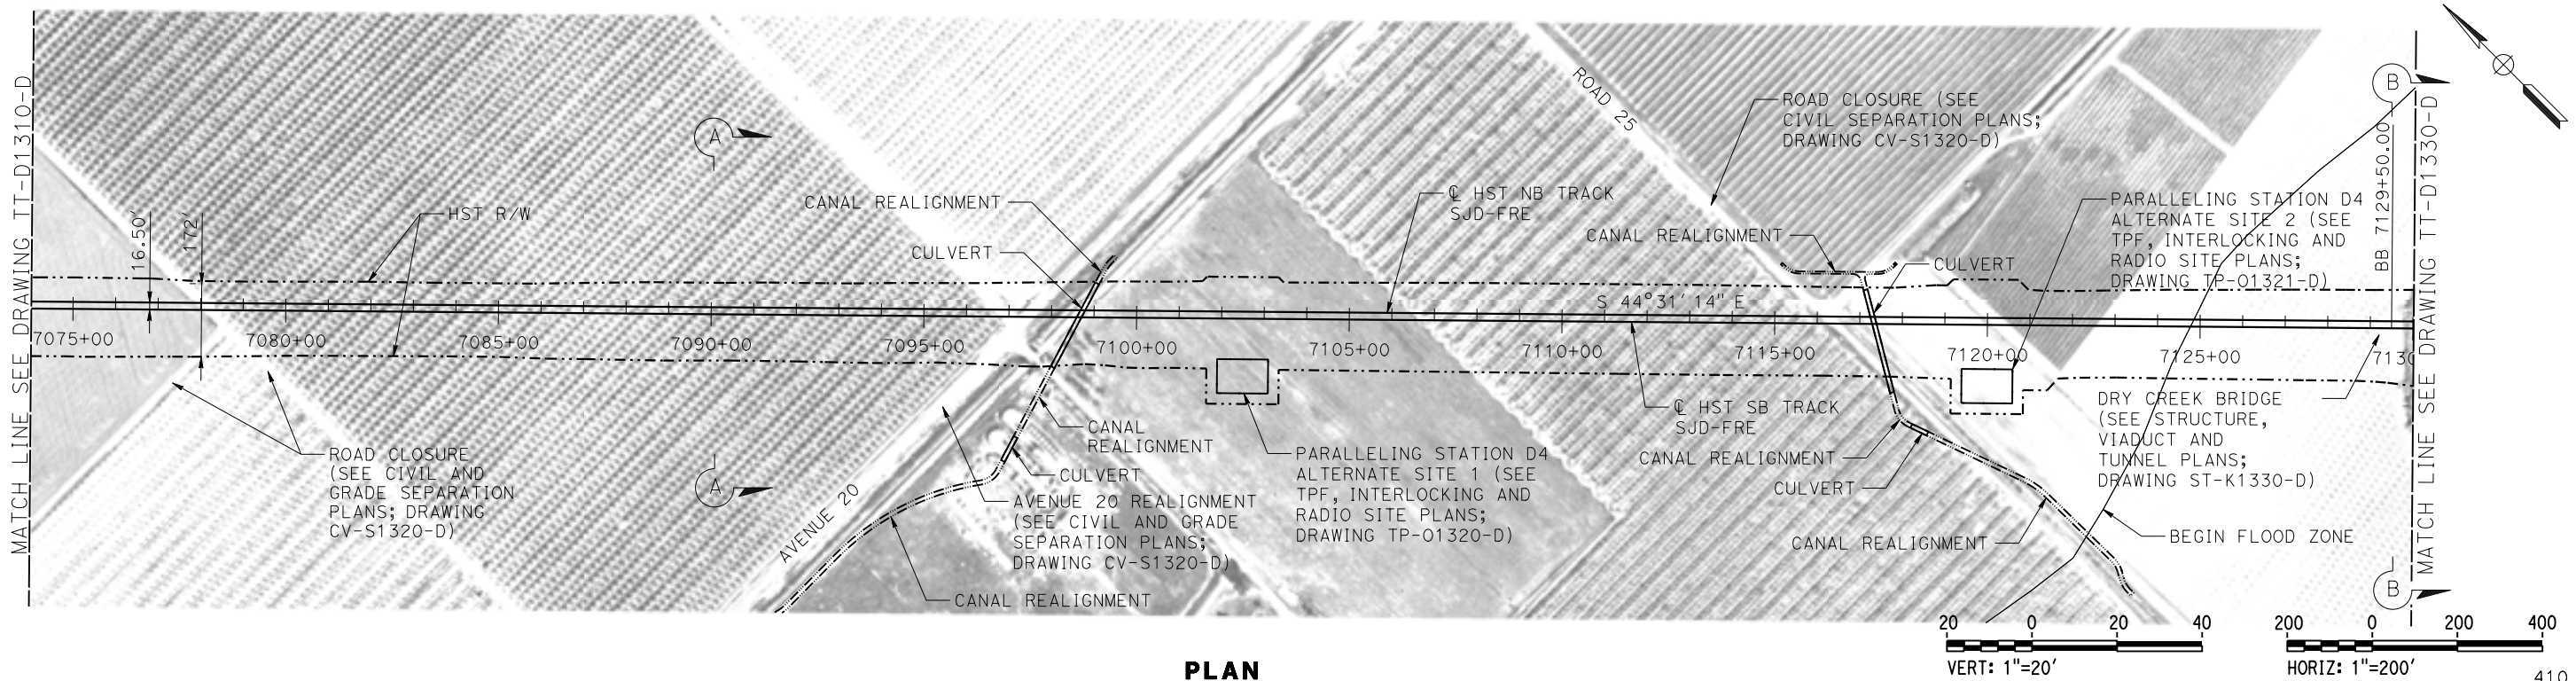 MATCH LINE SEE DRAWING TT-D1310-D
16.50'
172'
HST R/W
A
CANAL REALIGNMENT
CULVERT
℄ HST NB TRACK
SJD-FRE
ROAD 25
ROAD CLOSURE (SEE
CIVIL SEPARATION PLANS;
DRAWING CV-S1320-D)
CANAL REALIGNMENT
CULVERT
S 44°31'14" E
PARALLELING STATION D4
ALTERNATE SITE 2 (SEE
TPF, INTERLOCKING AND
RADIO SITE PLANS;
DRAWING TP-01321-D)
BB 7129+50.00
B
MATCH LINE SEE DRAWING TT-D1330-D
7075+00
7080+00
7085+00
7090+00
7095+00
7100+00
7105+00
7110+00
7115+00
7120+00
7125+00
7130
ROAD CLOSURE
(SEE CIVIL AND
GRADE SEPARATION
PLANS; DRAWING
CV-S1320-D)
A
AVENUE 20
CANAL
REALIGNMENT
CULVERT
AVENUE 20 REALIGNMENT
(SEE CIVIL AND GRADE
SEPARATION PLANS;
DRAWING CV-S1320-D)
CANAL REALIGNMENT
PARALLELING STATION D4
ALTERNATE SITE 1 (SEE
TPF, INTERLOCKING AND
RADIO SITE PLANS;
DRAWING TP-01320-D)
℄ HST SB TRACK
SJD-FRE
CANAL REALIGNMENT
CULVERT
CANAL REALIGNMENT
DRY CREEK BRIDGE
(SEE STRUCTURE,
VIADUCT AND
TUNNEL PLANS;
DRAWING ST-K1330-D)
BEGIN FLOOD ZONE
B
PLAN
20 0 20 40
VERT: 1"=20'
200 0 200 400
HORIZ: 1"=200'
410